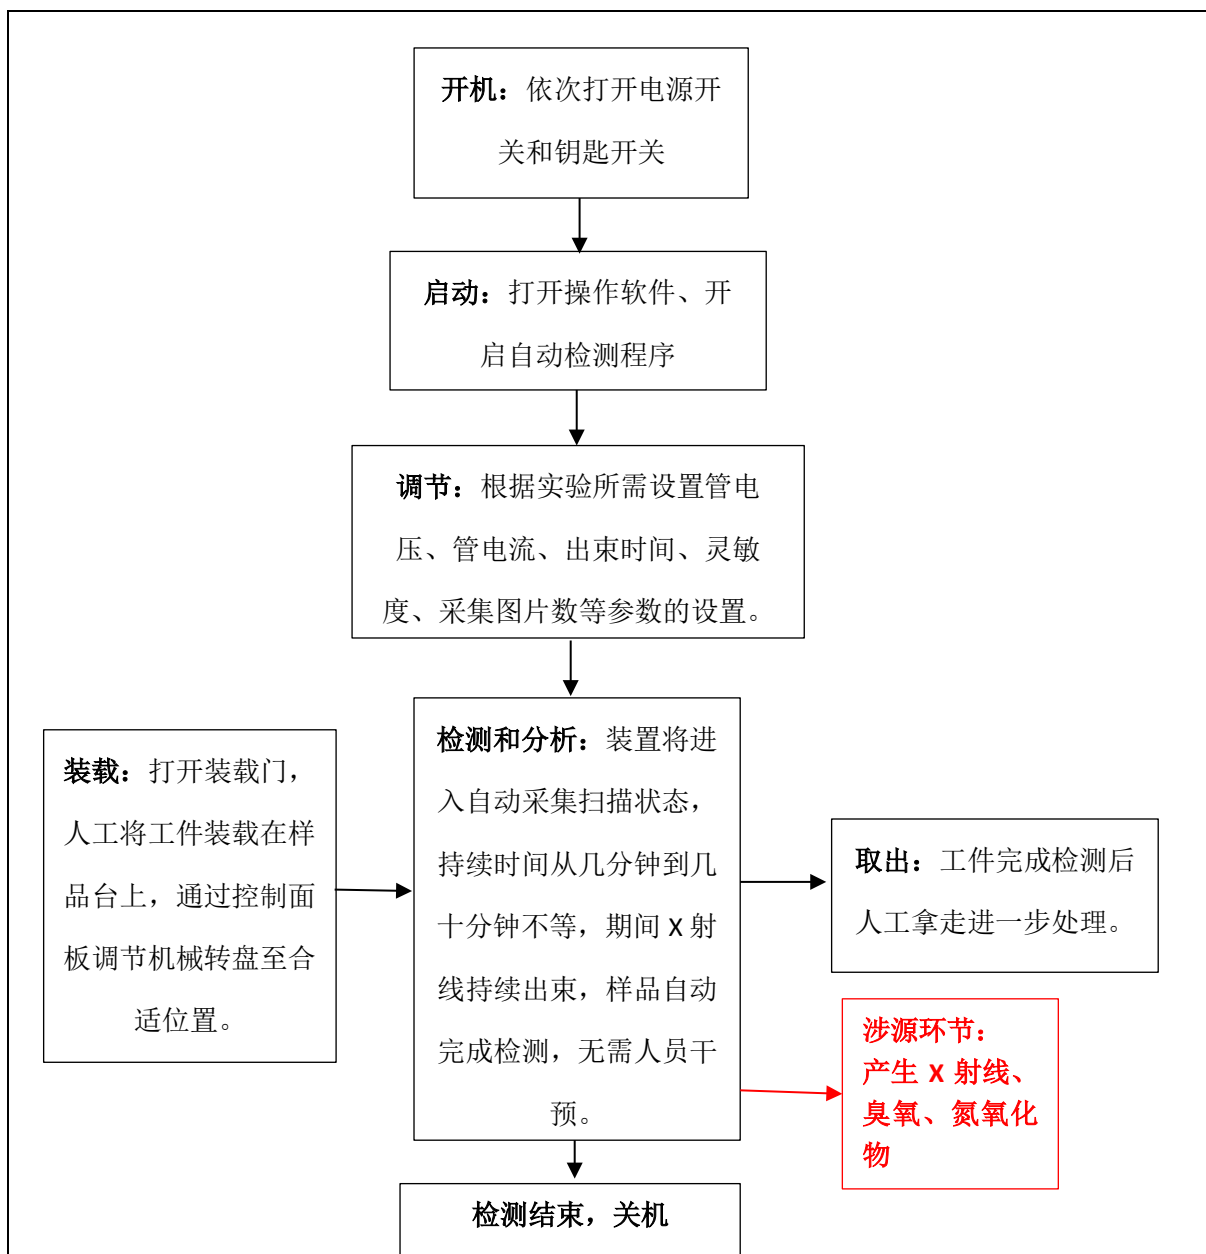 开机：依次打开电源开
关和钥匙开关
启动：打开操作软件、开
启自动检测程序
调节：根据实验所需设置管电
压、管电流、出束时间、灵敏
度、采集图片数等参数的设置。
装载：打开装载门，
人工将工件装载在样
品台上，通过控制面
板调节机械转盘至合
适位置。
检测和分析：装置将进
入自动采集扫描状态，
持续时间从几分钟到几
十分钟不等，期间 X 射
线持续出束，样品自动
完成检测，无需人员干
预。
取出：工件完成检测后
人工拿走进一步处理。
涉源环节：
产生 X 射线、
臭氧、氮氧化
物
检测结束，关机